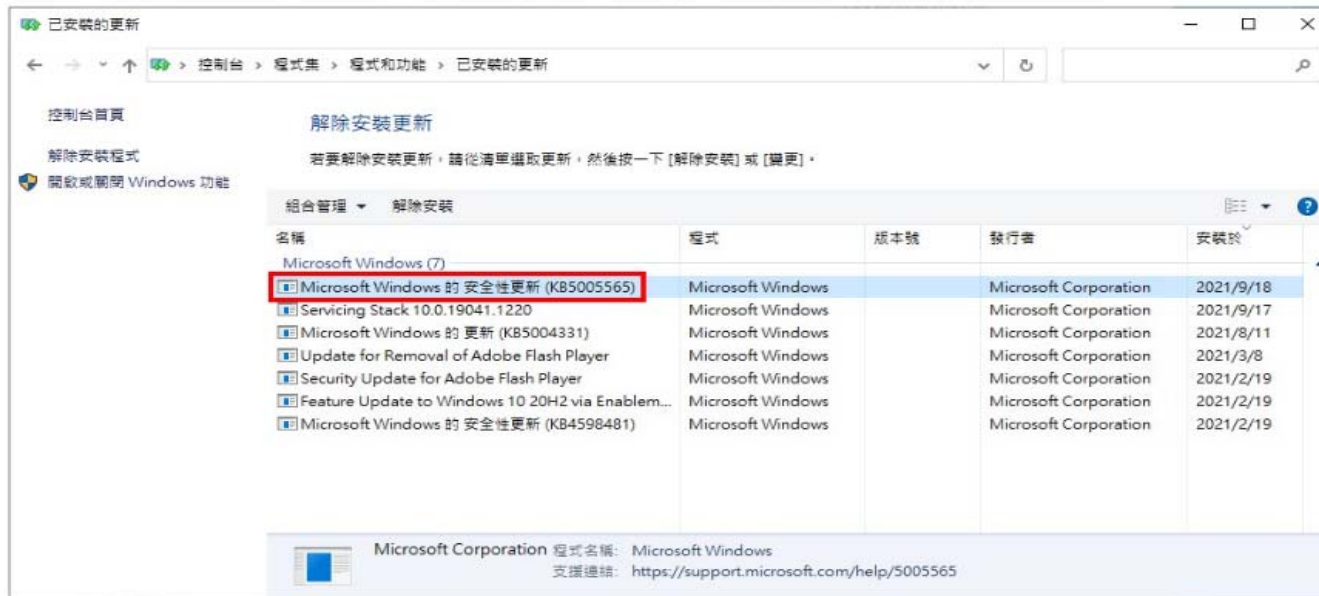 已安裝的更新
控制台 > 程式集 > 程式和功能 > 已安裝的更新
控制台首頁
解除安裝程式
開啟或關閉 Windows 功能
解除安裝更新
若要解除安裝更新，請從清單選取更新，然後按一下 [解除安裝] 或 [變更]。
組合管理 解除安裝
名稱 程式 版本號 發行者 安裝於
Microsoft Windows (7)
Microsoft Windows 的 安全性更新 (KB5005565) Microsoft Windows Microsoft Corporation 2021/9/18
Servicing Stack 10.0.19041.1220 Microsoft Windows Microsoft Corporation 2021/9/17
Microsoft Windows 的 更新 (KB5004331) Microsoft Windows Microsoft Corporation 2021/8/11
Update for Removal of Adobe Flash Player Microsoft Windows Microsoft Corporation 2021/3/8
Security Update for Adobe Flash Player Microsoft Windows Microsoft Corporation 2021/2/19
Feature Update to Windows 10 20H2 via Enablem... Microsoft Windows Microsoft Corporation 2021/2/19
Microsoft Windows 的 安全性更新 (KB4598481) Microsoft Windows Microsoft Corporation 2021/2/19
Microsoft Corporation 程式名稱: Microsoft Windows
支援連結: https://support.microsoft.com/help/5005565